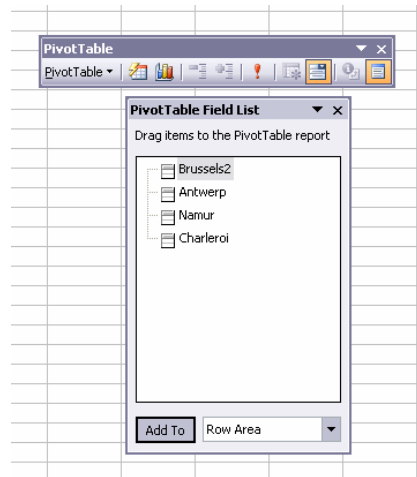 PivotTable
PivotTable
PivotTable Field List
Drag items to the PivotTable report
Brussels2
Antwerp
Namur
Charleroi
Add To
Row Area